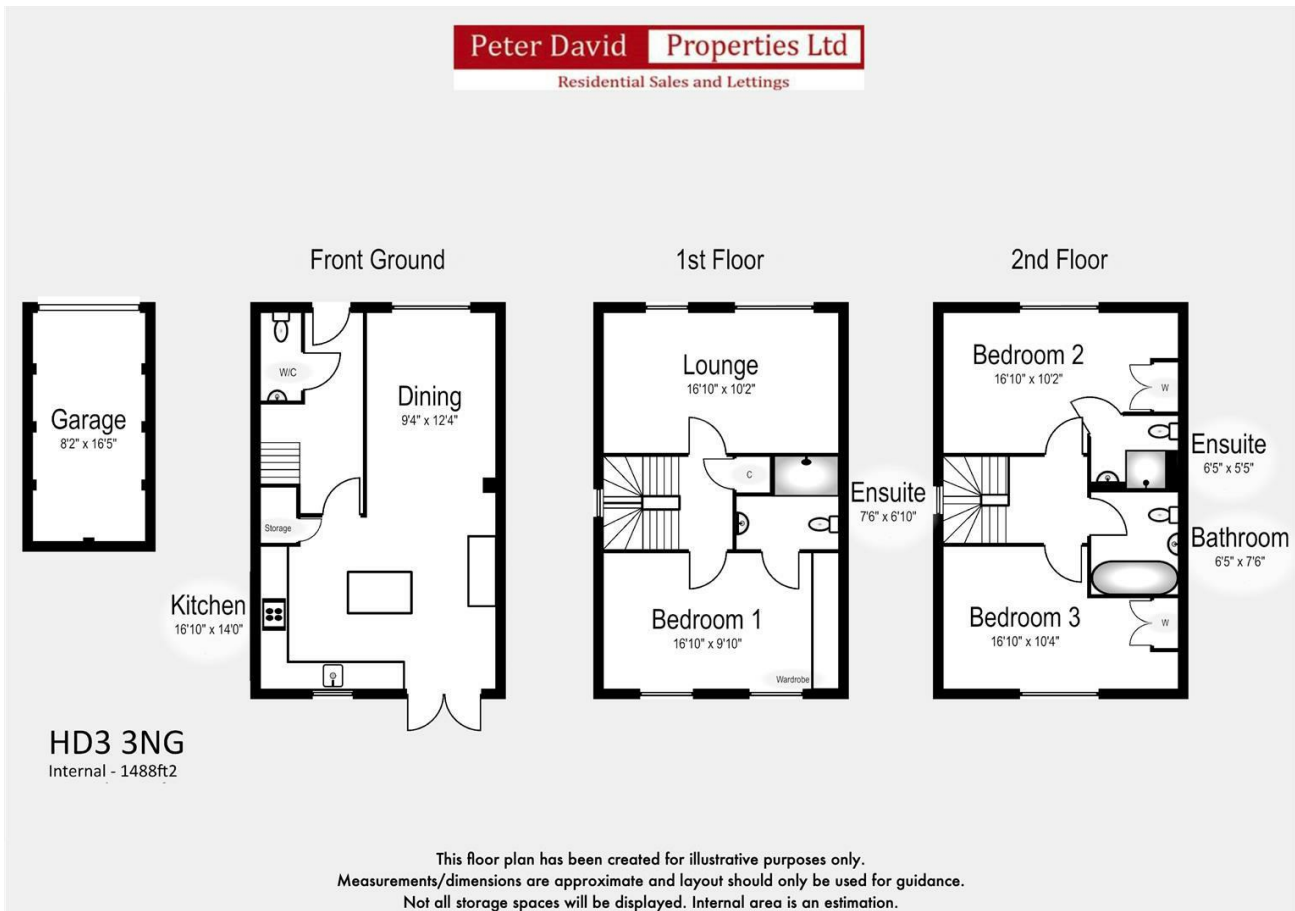 Peter David Properties Ltd
Residential Sales and Lettings
Front Ground
1st Floor
2nd Floor
Garage
8'2" x 16'5"
W/C
Dining
9'4" x 12'4"
Storage
Kitchen
16'10" x 14'0"
Lounge
16'10" x 10'2"
C
Ensuite
7'6" x 6'10"
Bedroom 1
16'10" x 9'10"
Wardrobe
Bedroom 2
16'10" x 10'2"
W
Ensuite
6'5" x 5'5"
Bathroom
6'5" x 7'6"
Bedroom 3
16'10" x 10'4"
W
HD3 3NG
Internal - 1488ft2
This floor plan has been created for illustrative purposes only.
Measurements/dimensions are approximate and layout should only be used for guidance.
Not all storage spaces will be displayed. Internal area is an estimation.